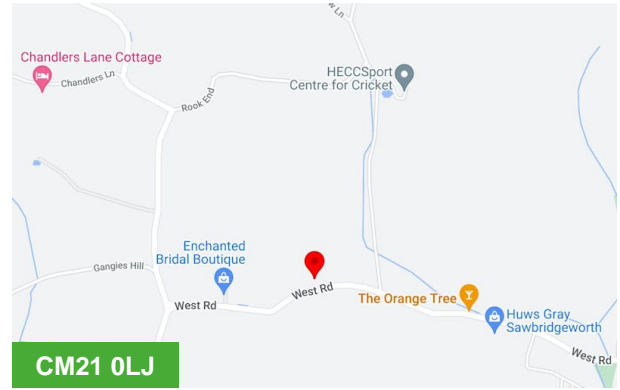 w Ln
Chandlers Lane Cottage
Chandlers Ln
HECCSport
Centre for Cricket
Rook End
Enchanted
Bridal Boutique
Gangies Hill
West Rd
West Rd
The Orange Tree
Huws Gray
Sawbridgeworth
West Rd
CM21 0LJ